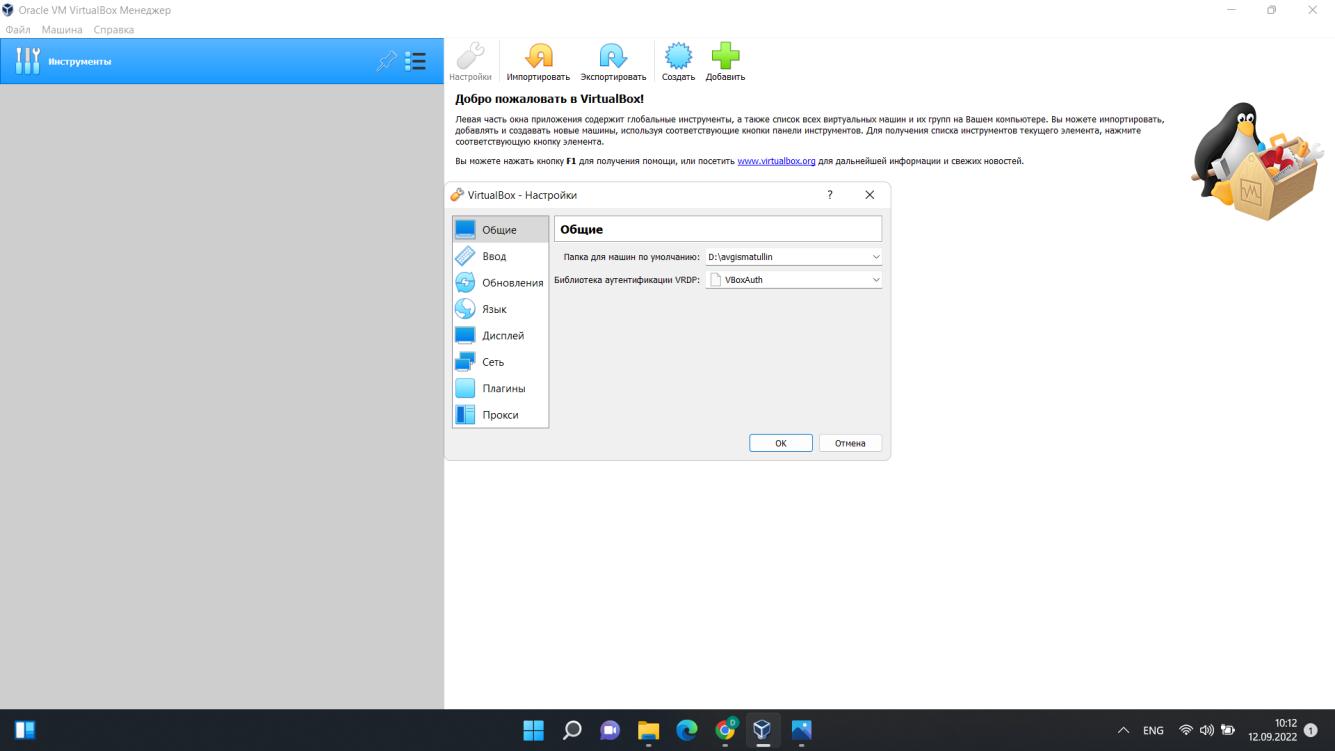 Oracle VM VirtualBox Менеджер
Файл Машина Справка
Инструменты
Настройки Импортировать Экспортировать Создать Добавить
Добро пожаловать в VirtualBox!
Левая часть окна приложения содержит глобальные инструменты, а также список всех виртуальных машин и их групп на Вашем компьютере. Вы можете импортировать,
добавлять и создавать новые машины, используя соответствующие кнопки панели инструментов. Для получения списка инструментов текущего элемента, нажмите
соответствующую кнопку элемента.
Вы можете нажать кнопку F1 для получения помощи, или посетить www.virtualbox.org для дальнейшей информации и свежих новостей.
VirtualBox - Настройки ?
Общие
Ввод
Обновления
Язык
Дисплей
Сеть
Плагины
Прокси
Общие
Папка для машин по умолчанию: D:\avgismatullin
Библиотека аутентификации VRDP: VBoxAuth
OK Отмена
ENG
10:12
12.09.2022
1
D